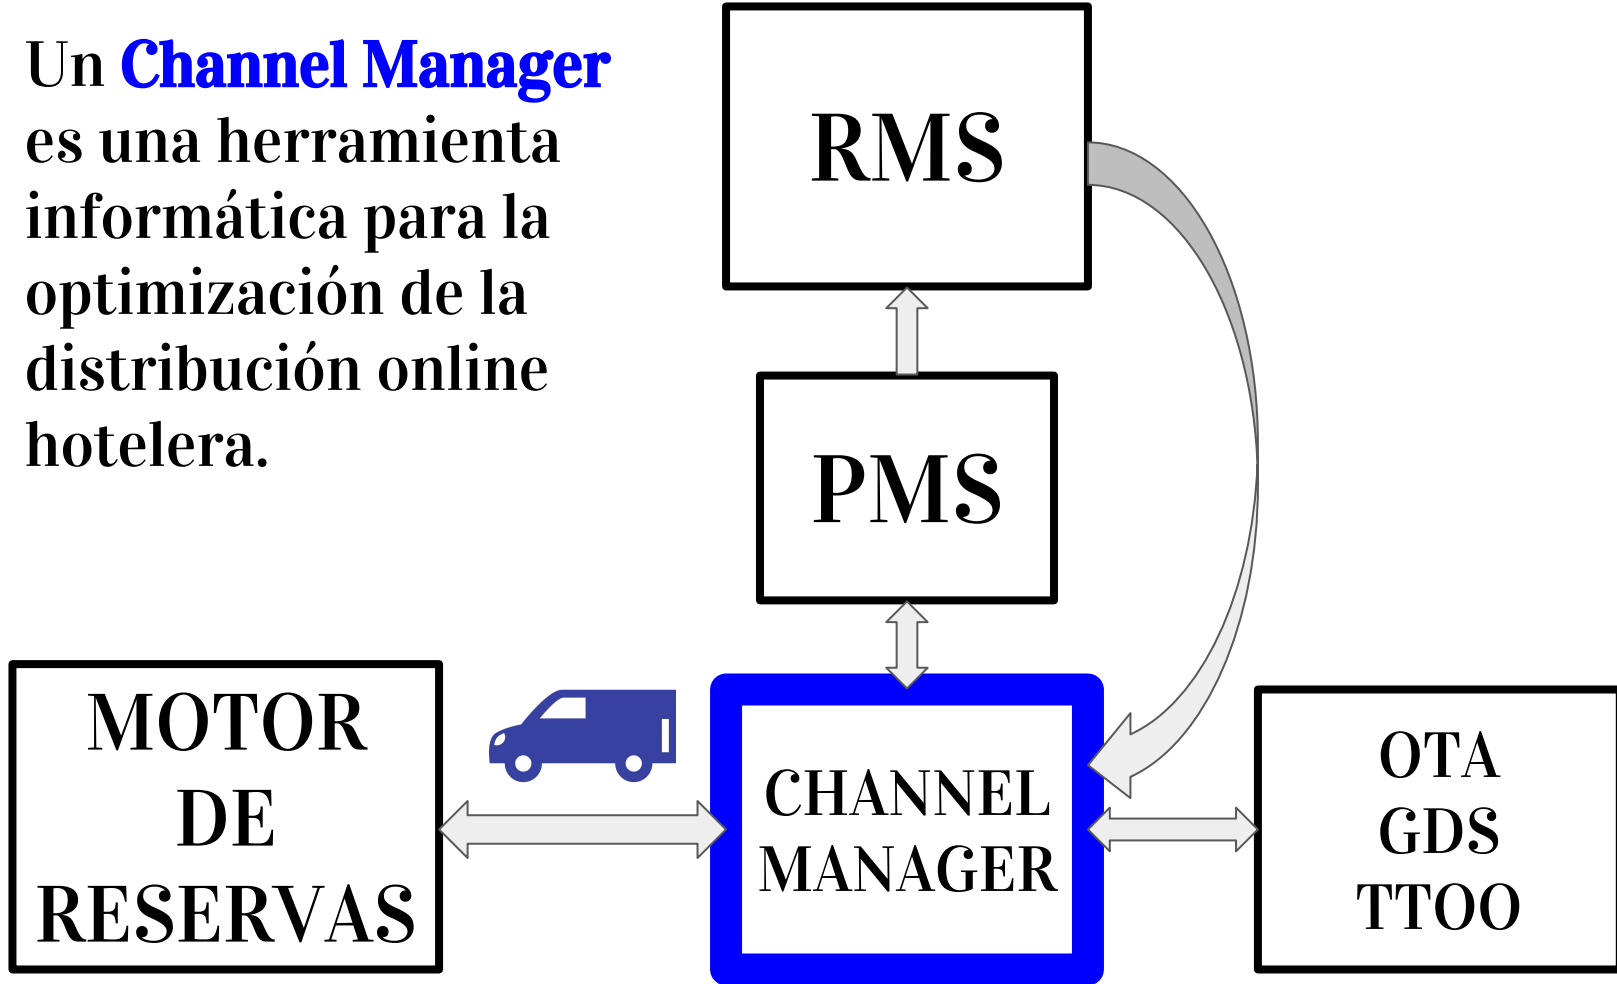 Un Channel Manager
es una herramienta
informática para la
optimización de la
distribución online
hotelera.
RMS
PMS
MOTOR
DE
RESERVAS
CHANNEL
MANAGER
OTA
GDS
TTOO